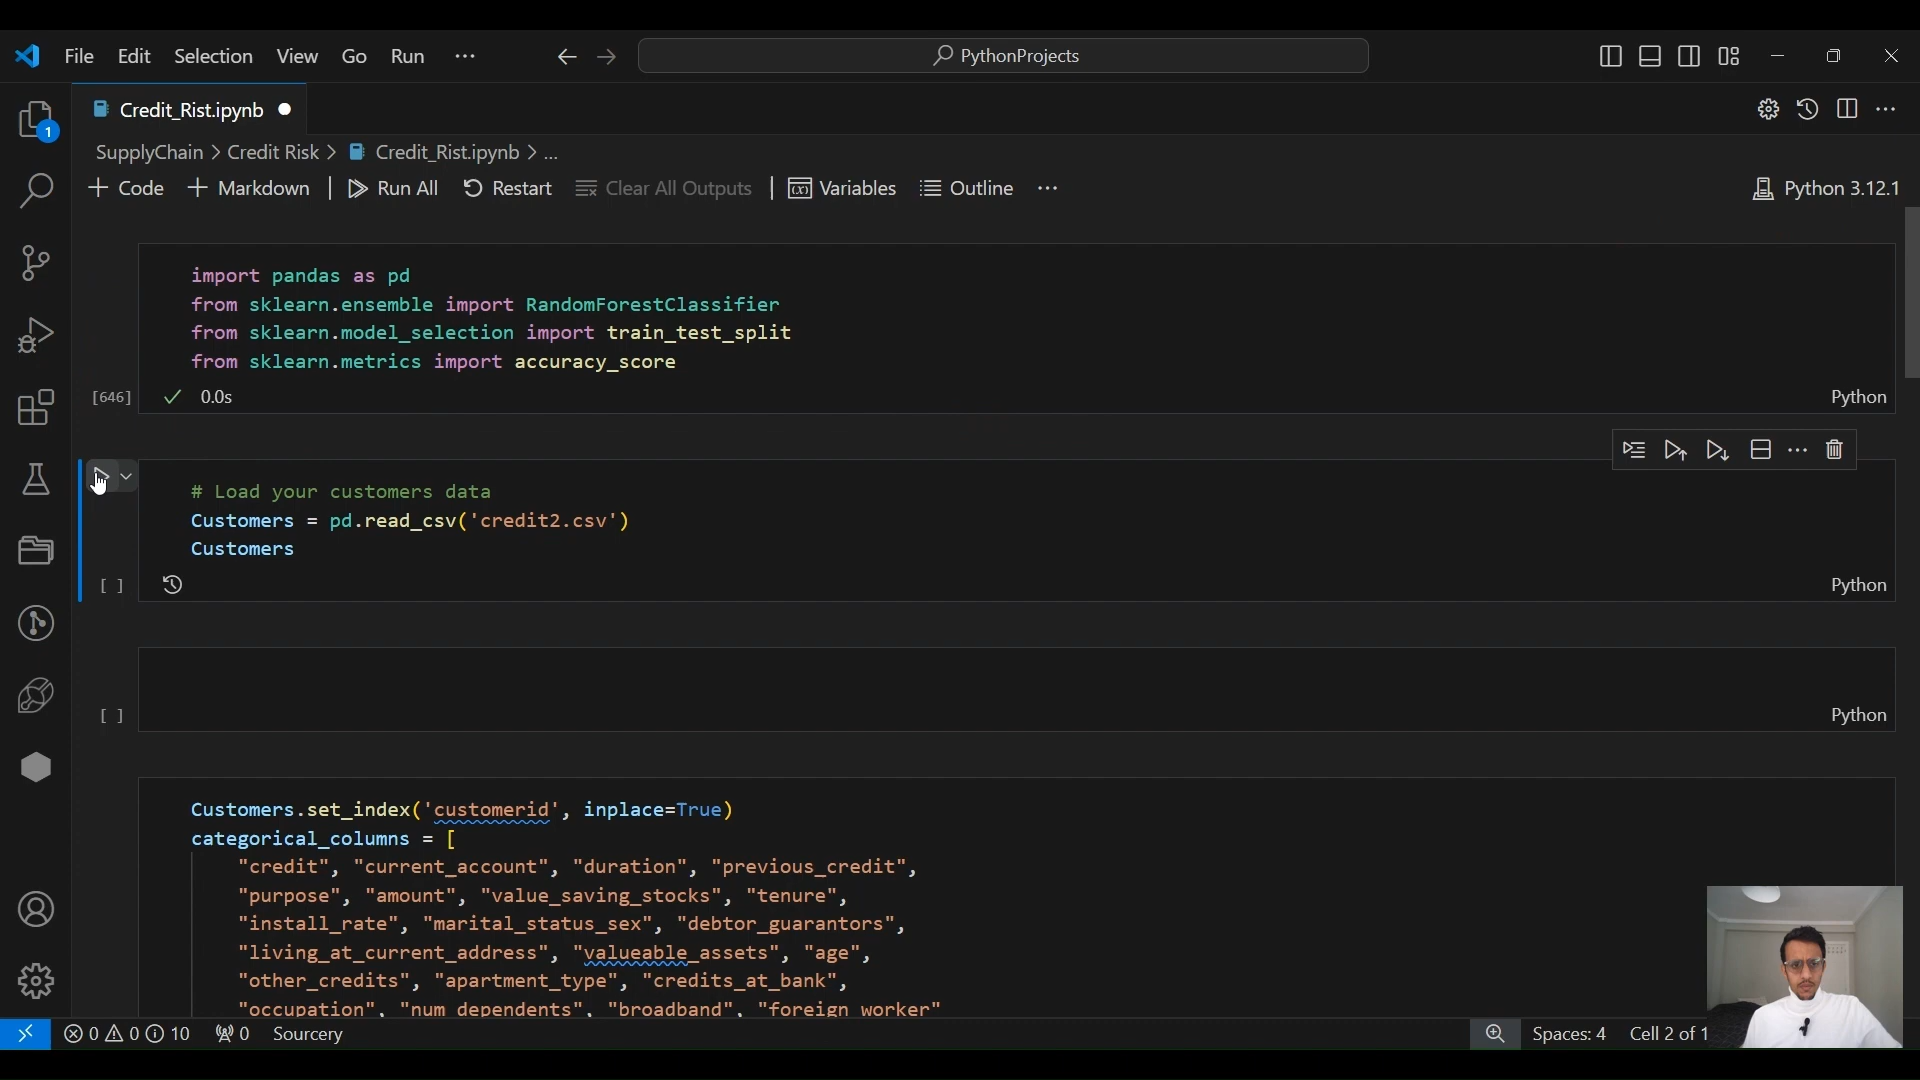 File Edit Selection View Go Run ···
PythonProjects
Credit_Rist.ipynb
1
SupplyChain > Credit Risk > Credit_Rist.ipynb > ...
+ Code + Markdown Run All Restart Clear All Outputs (x) Variables Outline ··· Python 3.12.1
import pandas as pd
from sklearn.ensemble import RandomForestClassifier
from sklearn.model_selection import train_test_split
from sklearn.metrics import accuracy_score
[646] ✓ 0.0s Python
# Load your customers data
Customers = pd.read_csv('credit2.csv')
Customers
[ ] Python
[ ] Python
Customers.set_index('customerid', inplace=True)
categorical_columns = [
"credit", "current_account", "duration", "previous_credit",
"purpose", "amount", "value_saving_stocks", "tenure",
"install_rate", "marital_status_sex", "debtor_guarantors",
"living_at_current_address", "valueable_assets", "age",
"other_credits", "apartment_type", "credits_at_bank",
"occupation", "num_dependents", "broadband", "foreign_worker"
0 0 10 0 Sourcery Spaces: 4 Cell 2 of 1